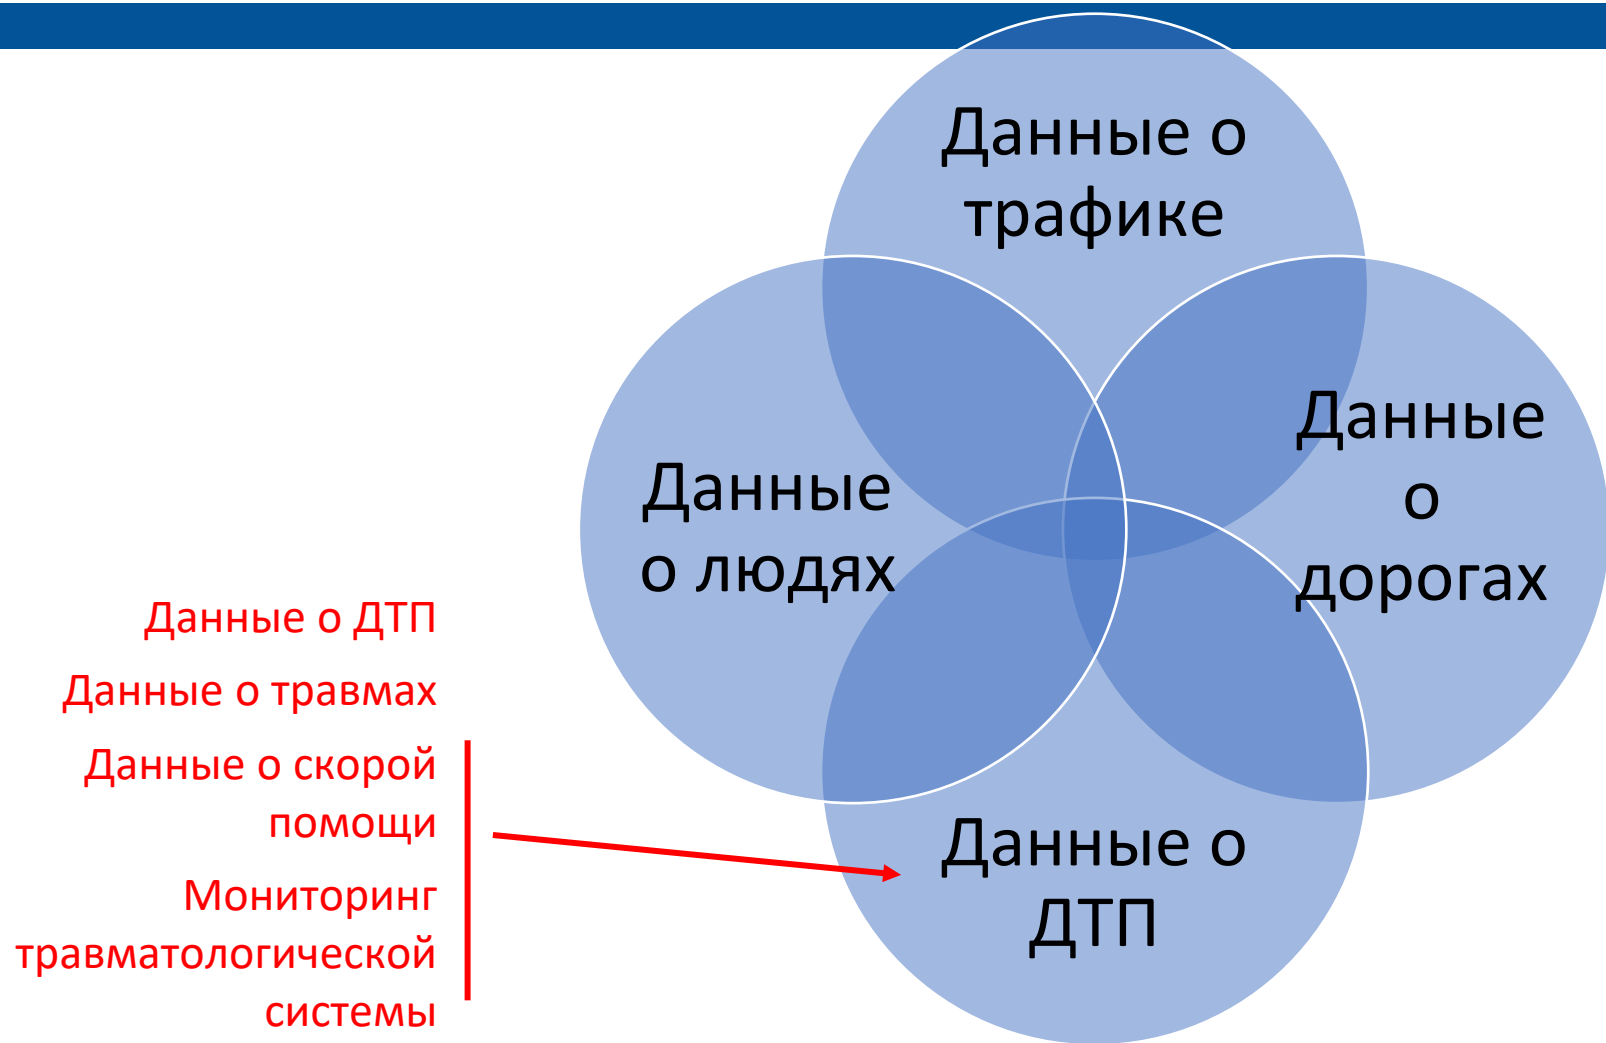 Данные о
трафике
Данные
о людях
Данные
о
дорогах
Данные о
ДТП
Данные о ДТП
Данные о травмах
Данные о скорой
помощи
Мониторинг
травматологической
системы